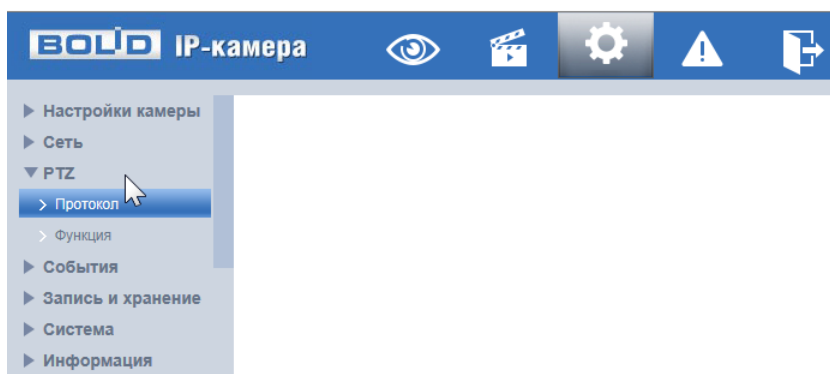 BOLID IP-камера
Настройки камеры
Сеть
PTZ
Протокол
Функция
События
Запись и хранение
Система
Информация